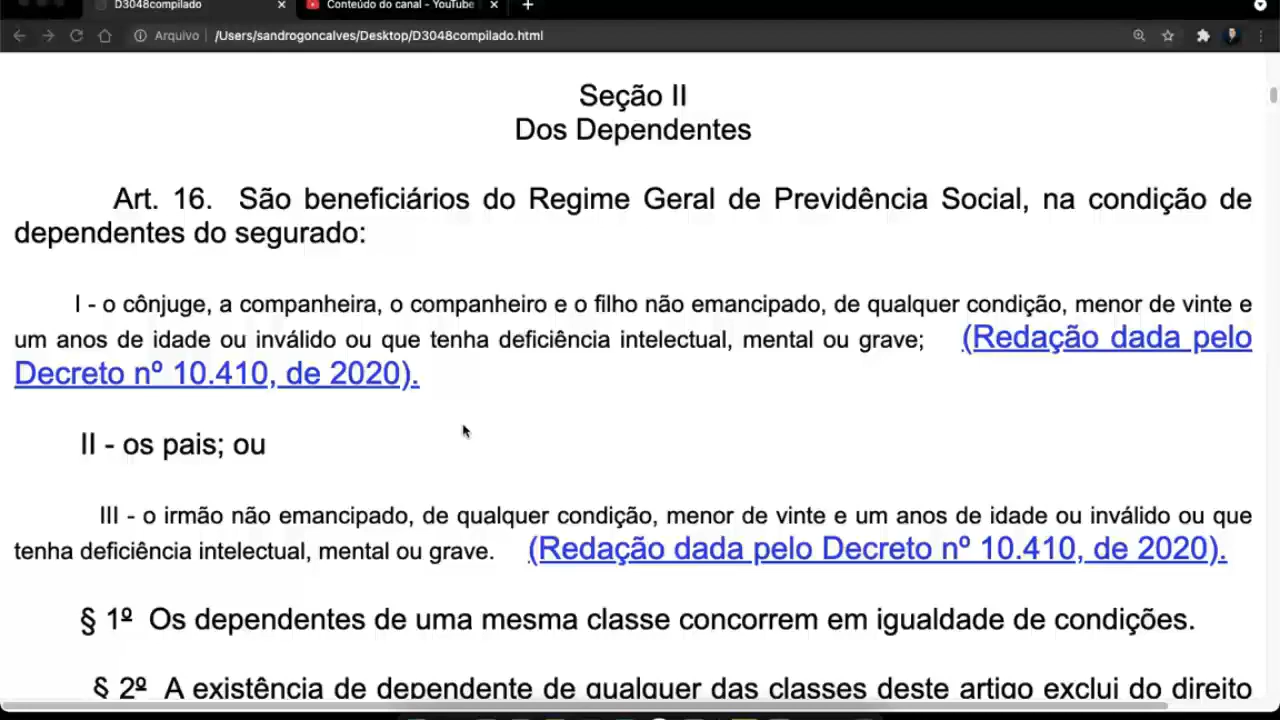 D3048compilado
Conteúdo do canal - YouTube
Arquivo
/Users/sandrogoncalves/Desktop/D3048compilado.html
Seção II
Dos Dependentes
Art. 16. São beneficiários do Regime Geral de Previdência Social, na condição de
dependentes do segurado:
I - o cônjuge, a companheira, o companheiro e o filho não emancipado, de qualquer condição, menor de vinte e
um anos de idade ou inválido ou que tenha deficiência intelectual, mental ou grave; (Redação dada pelo
Decreto nº 10.410, de 2020).
II - os pais; ou
III - o irmão não emancipado, de qualquer condição, menor de vinte e um anos de idade ou inválido ou que
tenha deficiência intelectual, mental ou grave. (Redação dada pelo Decreto nº 10.410, de 2020).
§ 1º Os dependentes de uma mesma classe concorrem em igualdade de condições.
§ 2º A existência de dependente de qualquer das classes deste artigo exclui do direito